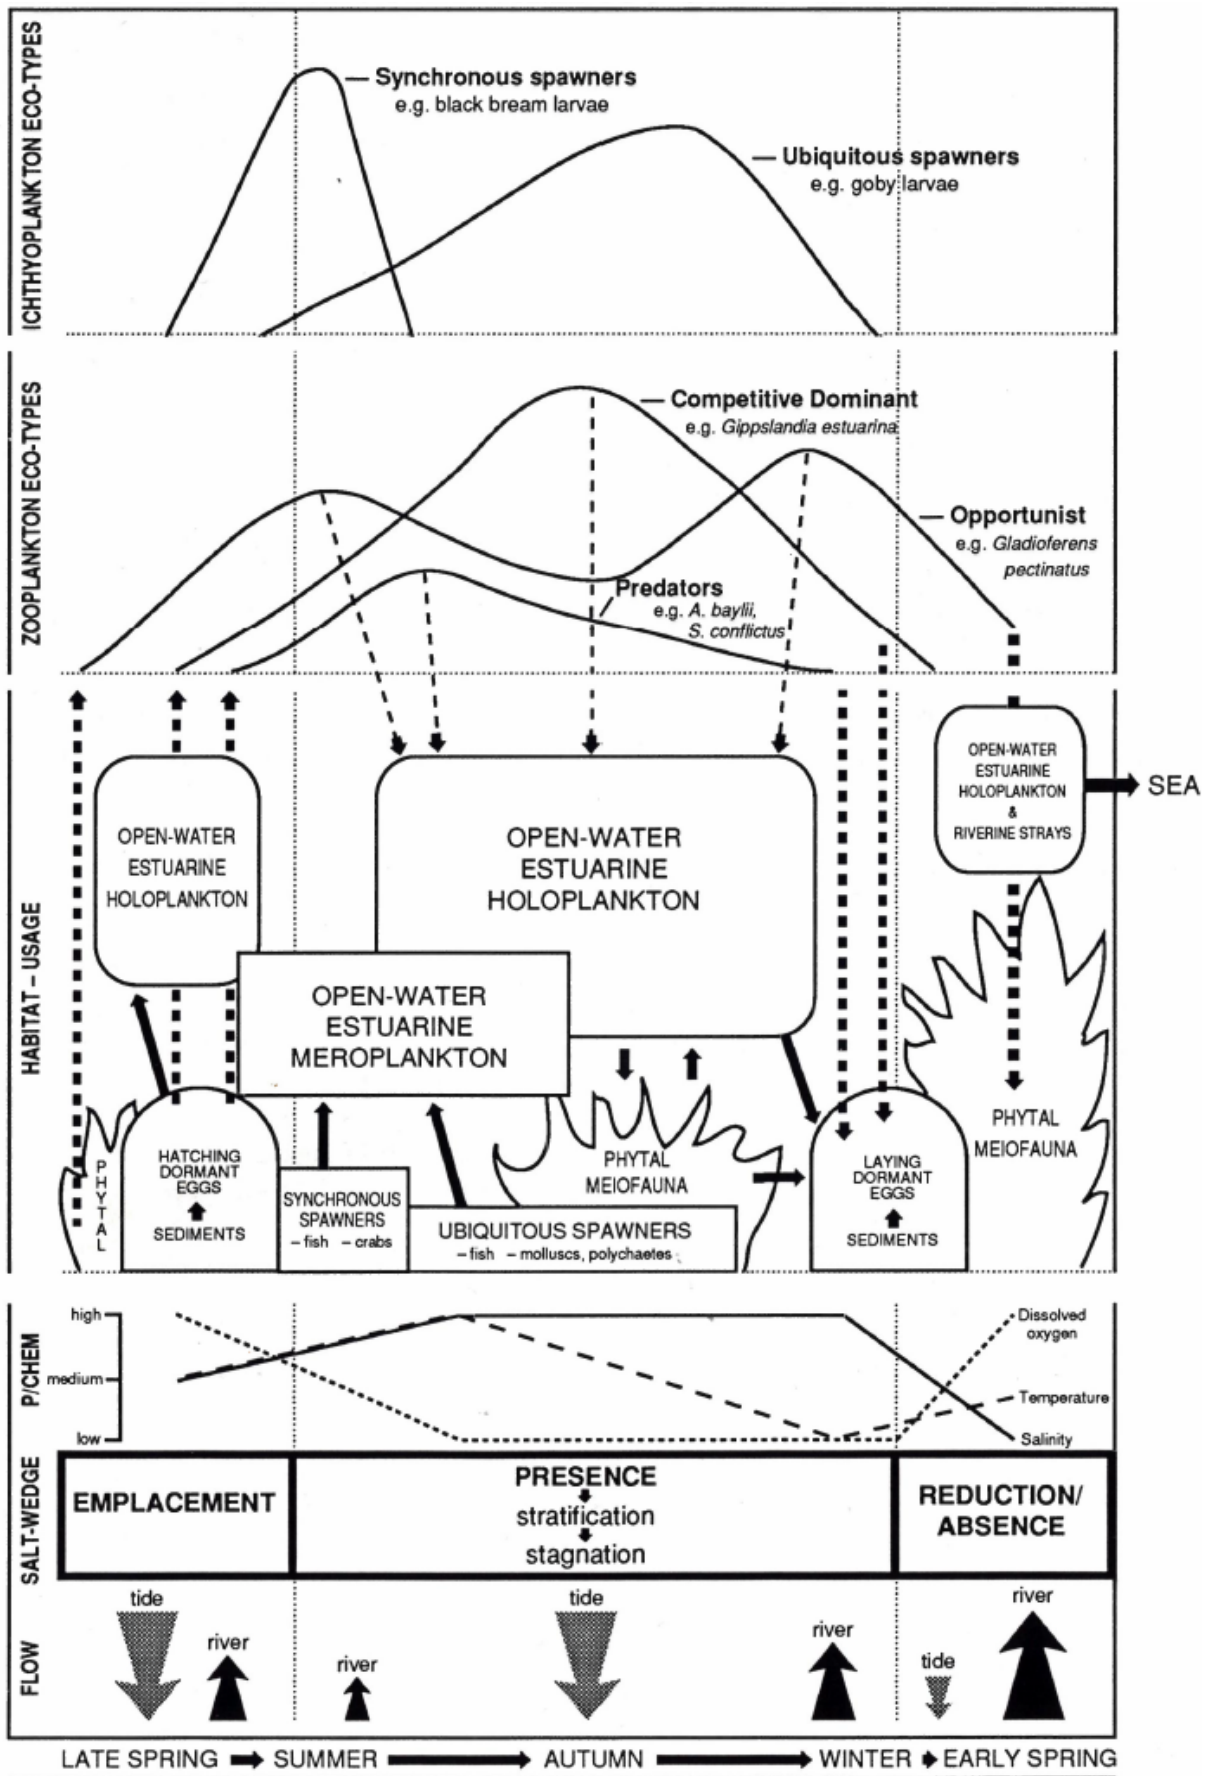 ICHTHYOPLANKTON ECO-TYPES
Synchronous spawners
e.g. black bream larvae
Ubiquitous spawners
e.g. goby larvae
ZOOPLANKTON ECO-TYPES
Competitive Dominant
e.g. Gippslandia estuarina
Opportunist
e.g. Gladioferens
pectinatus
Predators
e.g. A. baylii,
S. conflictus
HABITAT – USAGE
OPEN-WATER
ESTUARINE
HOLOPLANKTON
OPEN-WATER
ESTUARINE
HOLOPLANKTON
OPEN-WATER
ESTUARINE
HOLOPLANKTON
&
RIVERINE STRAYS
SEA
OPEN-WATER
ESTUARINE
MEROPLANKTON
PHYTAL
HATCHING
DORMANT
EGGS
SEDIMENTS
SYNCHRONOUS
SPAWNERS
– fish – crabs
PHYTAL
MEIOFAUNA
UBIQUITOUS SPAWNERS
– fish – molluscs, polychaetes
LAYING
DORMANT
EGGS
SEDIMENTS
PHYTAL
MEIOFAUNA
P/CHEM
high
medium
low
Dissolved
oxygen
Temperature
Salinity
SALT-WEDGE
EMPLACEMENT
PRESENCE
stratification
stagnation
REDUCTION/
ABSENCE
FLOW
tide
river
river
tide
river
tide
river
LATE SPRING SUMMER AUTUMN WINTER EARLY SPRING